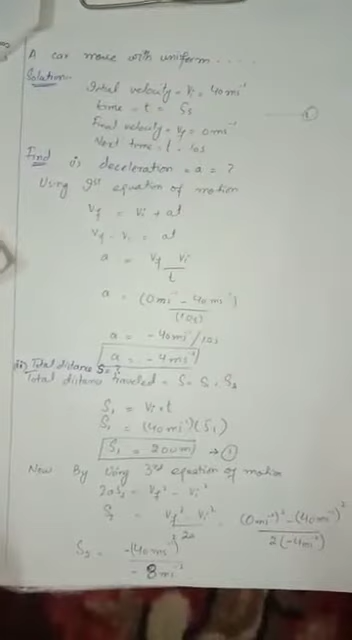 A car move with uniform ....
Solution:-
Initial velocity = Vi = 40ms⁻¹
time = t = 5s
Final velocity = Vf = 0ms⁻¹
Next time = t = 10s
Find i) deceleration = a = ?
Using 1st equation of motion
Vf = Vi + at
Vf - Vi = at
a = Vf - Vi / t
a = (0ms⁻¹ - 40ms⁻¹) / (10s)
a = -40ms⁻¹/10s
a = -4ms⁻¹
ii) Total distance S = ?
Total distance traveled = S = S₁ S₂
S₁ = Vi × t
S₁ = (40ms⁻¹)(5s)
S₁ = 200m → ①
Now By Using 3rd equation of motion
2aS₂ = Vf² - Vi²
S₂ = Vf² - Vi² / 2a = (0ms⁻¹)² - (40ms⁻¹)² / 2(-4ms⁻¹)
S₂ = -(40ms⁻¹)² / - 8ms⁻²